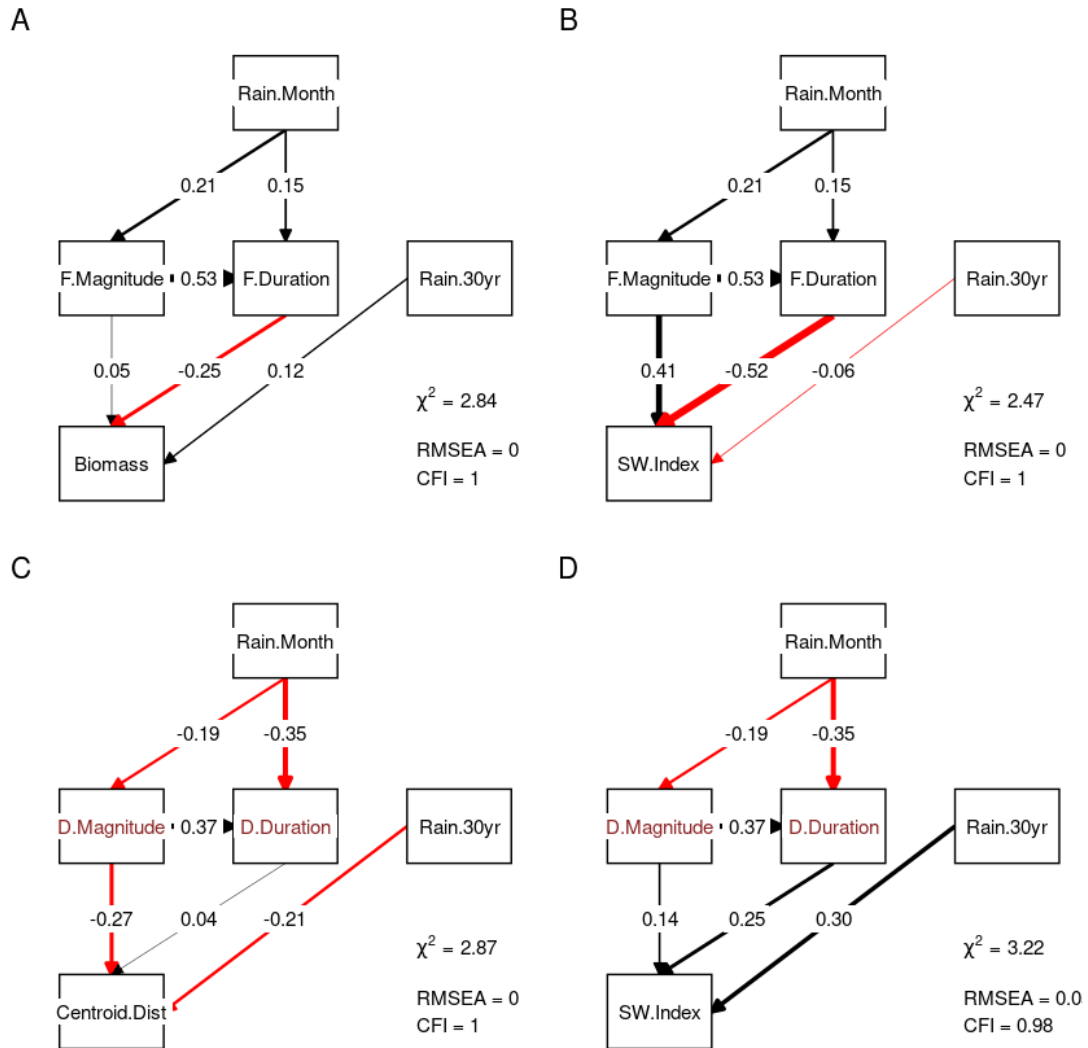 A
Rain.Month
0.21 0.15
F.Magnitude 0.53 F.Duration Rain.30yr
0.05 -0.25 0.12
χ² = 2.84
Biomass
RMSEA = 0
CFI = 1
B
Rain.Month
0.21 0.15
F.Magnitude 0.53 F.Duration Rain.30yr
0.41 -0.52 -0.06
χ² = 2.47
SW.Index
RMSEA = 0
CFI = 1
C
Rain.Month
-0.19 -0.35
D.Magnitude 0.37 D.Duration Rain.30yr
-0.27 0.04 -0.21
χ² = 2.87
Centroid.Dist
RMSEA = 0
CFI = 1
D
Rain.Month
-0.19 -0.35
D.Magnitude 0.37 D.Duration Rain.30yr
0.14 0.25 0.30
χ² = 3.22
SW.Index
RMSEA = 0.0
CFI = 0.98